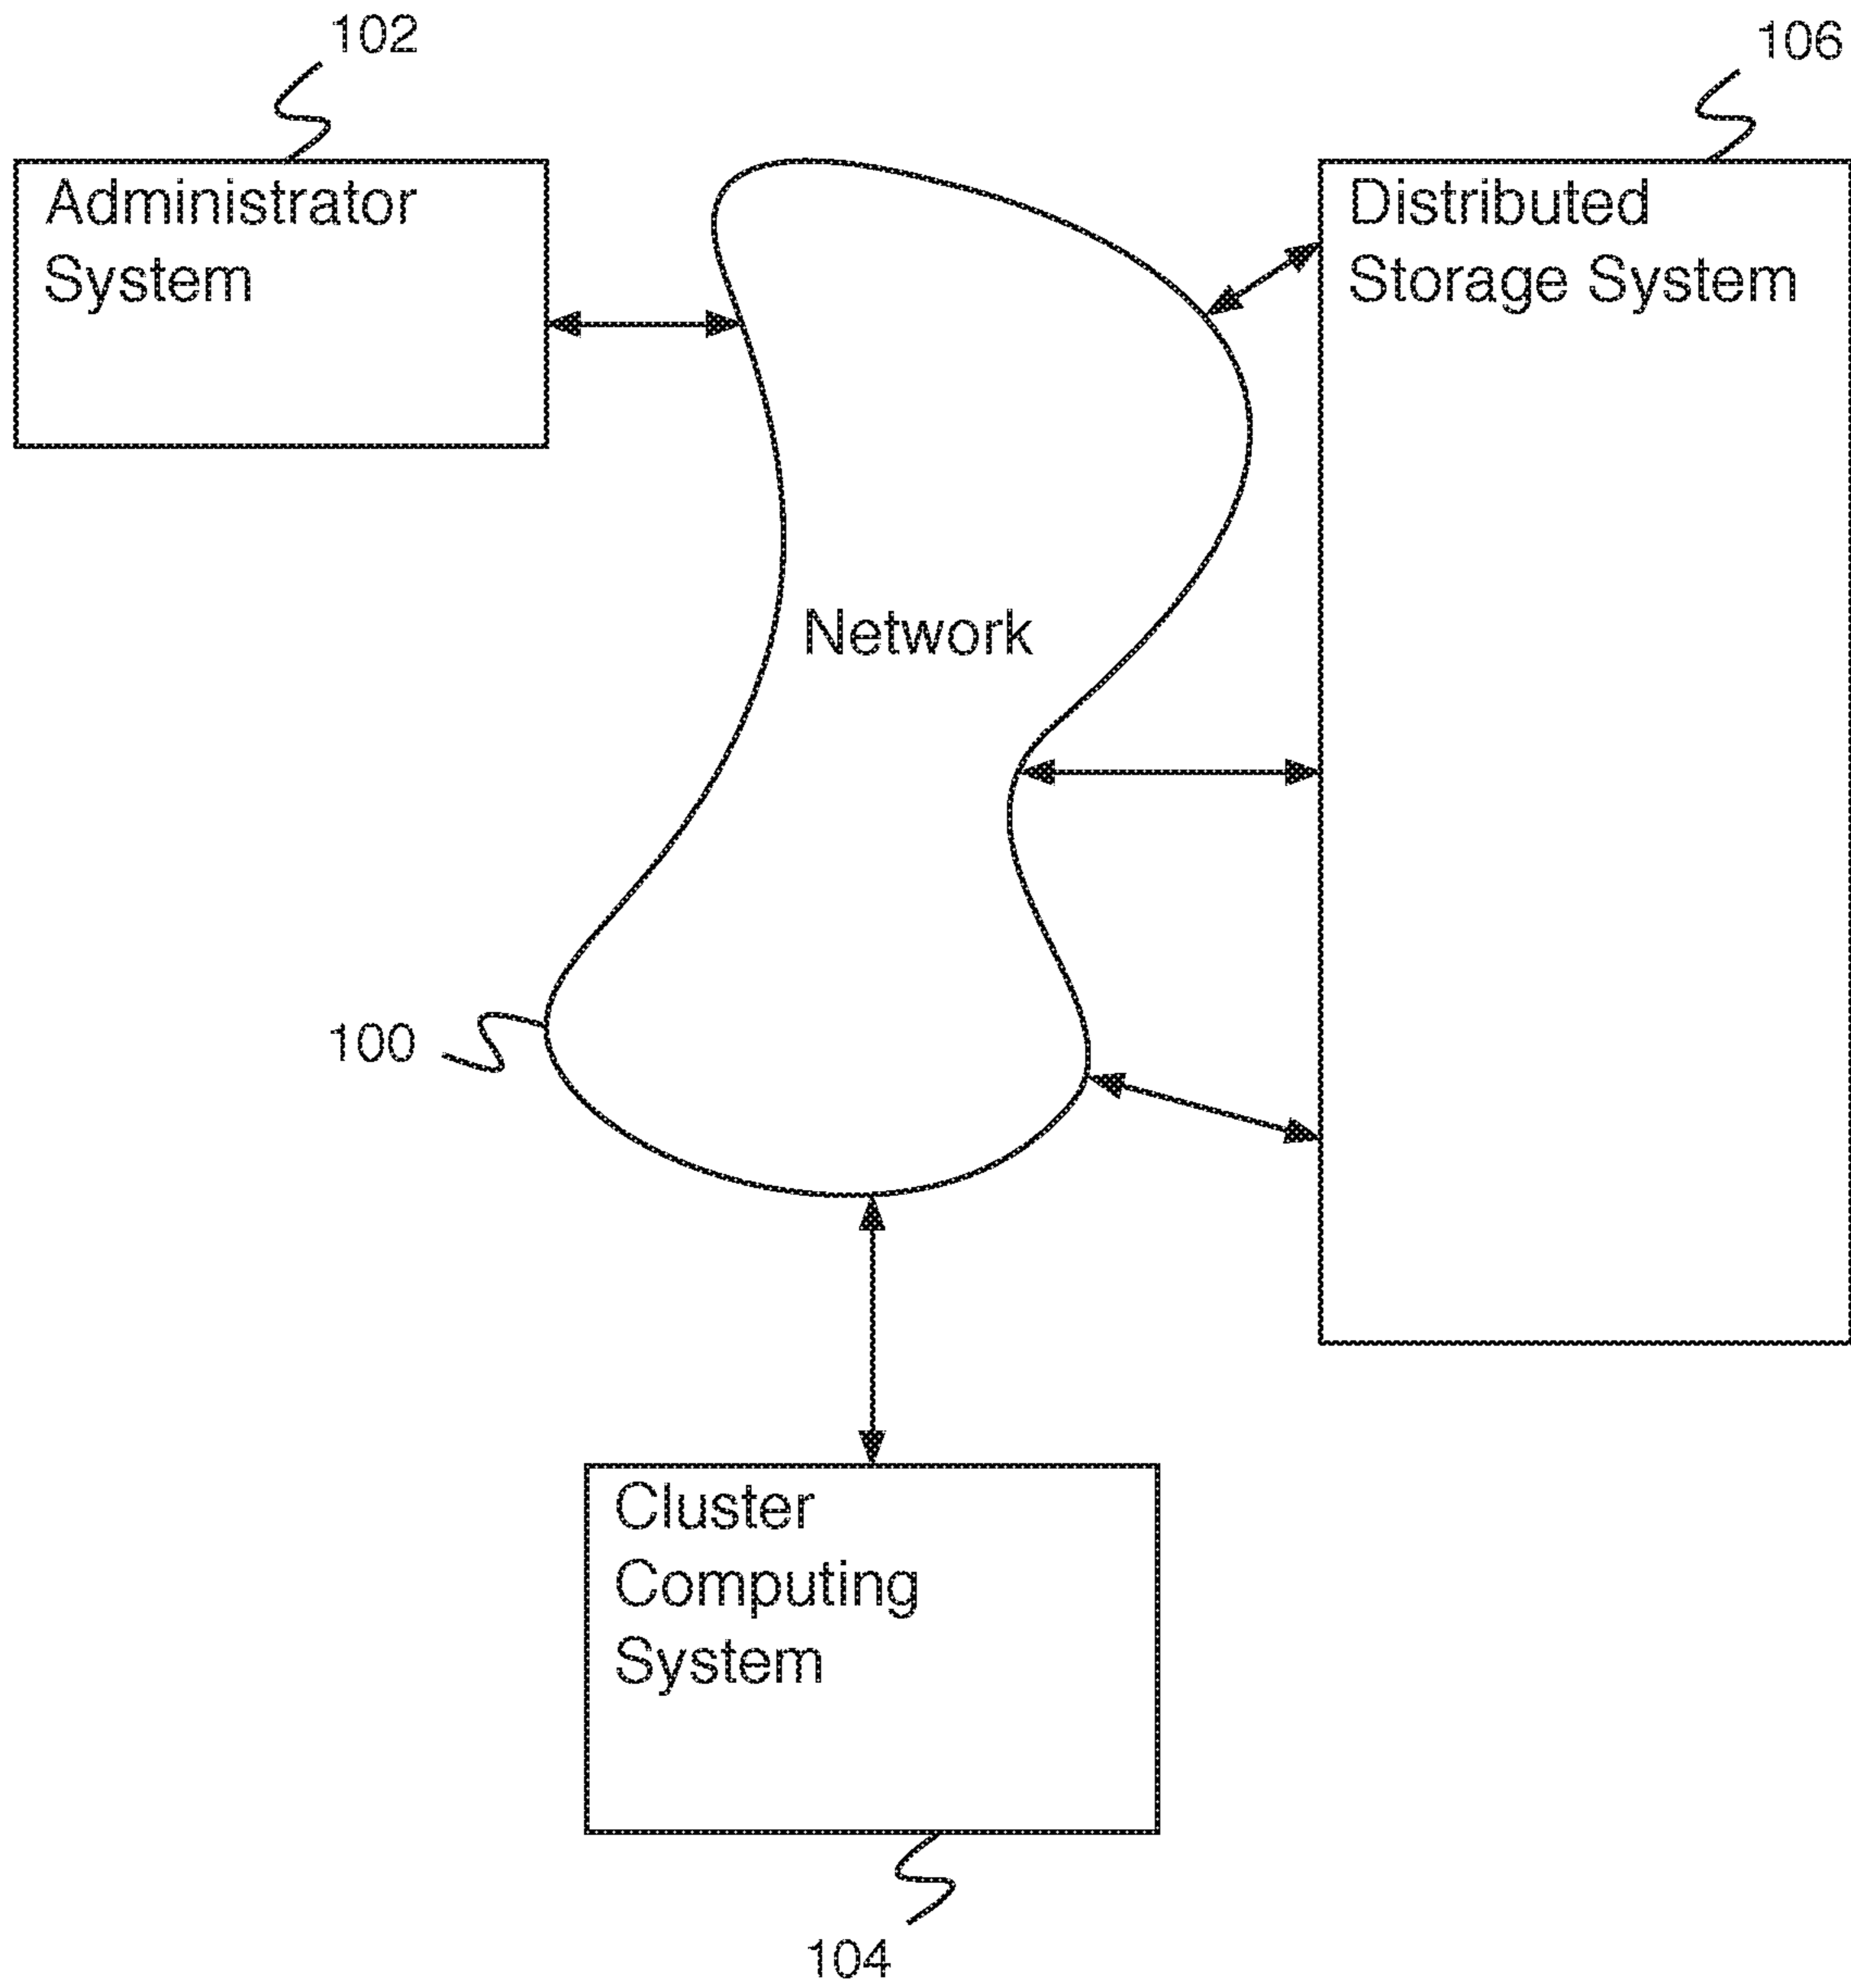 102
106
Administrator
System
Distributed
Storage System
Network
100
Cluster
Computing
System
104